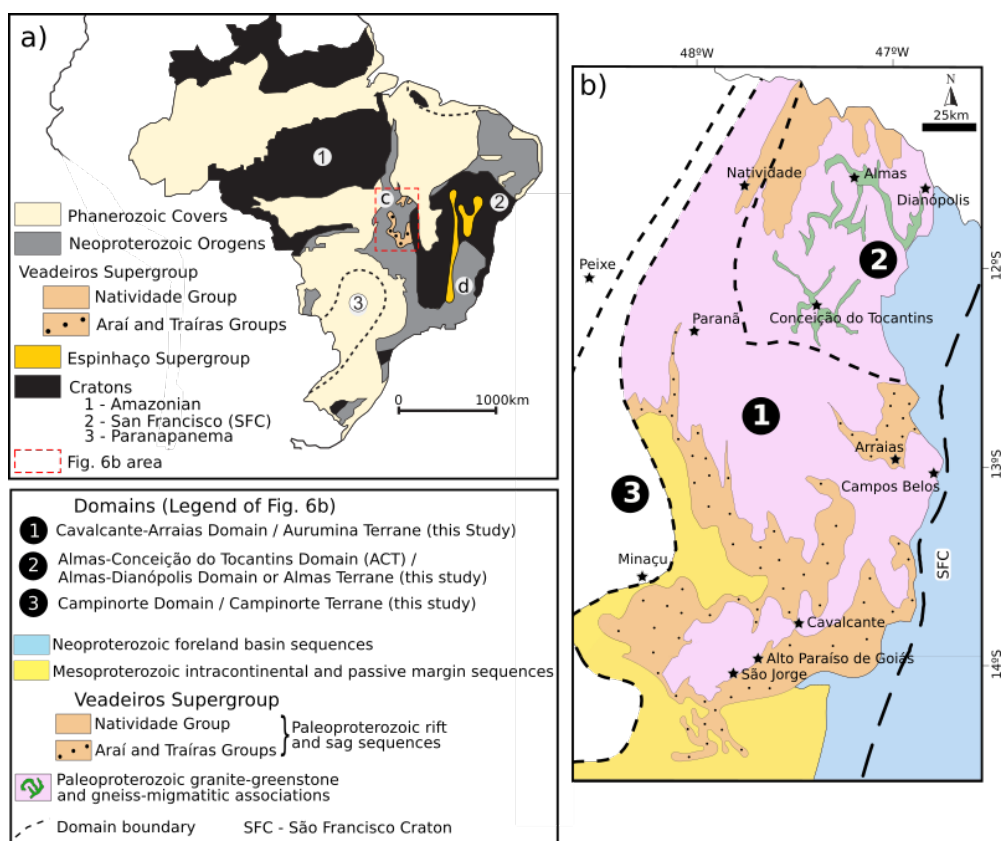 a)
1
c
2
d
3
Phanerozoic Covers
Neoproterozoic Orogens
Veadeiros Supergroup
Natividade Group
Araí and Traíras Groups
Espinhaço Supergroup
Cratons
1 - Amazonian
2 - San Francisco (SFC)
3 - Paranapanema
Fig. 6b area
0 1000km
Domains (Legend of Fig. 6b)
1 Cavalcante-Arraias Domain / Aurumina Terrane (this Study)
2 Almas-Conceição do Tocantins Domain (ACT) /
Almas-Dianópolis Domain or Almas Terrane (this study)
3 Campinorte Domain / Campinorte Terrane (this study)
Neoproterozoic foreland basin sequences
Mesoproterozoic intracontinental and passive margin sequences
Veadeiros Supergroup
Natividade Group
Araí and Traíras Groups
Paleoproterozoic rift
and sag sequences
Paleoproterozoic granite-greenstone
and gneiss-migmatitic associations
Domain boundary SFC - São Francisco Craton
48ºW 47ºW
b)
N
25km
Natividade
Almas
Dianópolis
2
Peixe
12ºS
Conceição do Tocantins
Paranã
1
Arraias
13ºS
Campos Belos
3
Minaçu
SFC
Cavalcante
Alto Paraíso de Goiás
14ºS
São Jorge